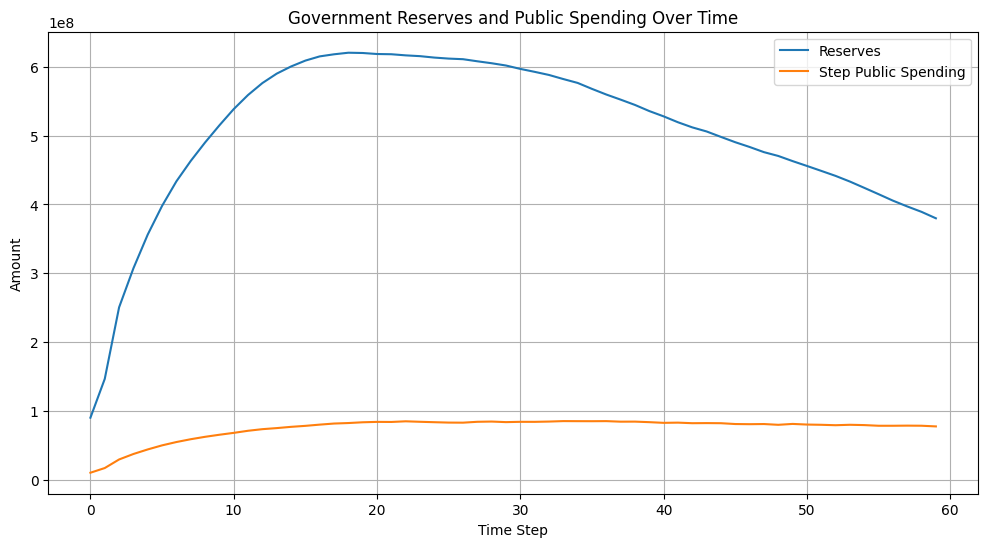 Government Reserves and Public Spending Over Time
1e8
Reserves
Step Public Spending
6
5
4
3
2
1
0
Amount
0 10 20 30 40 50 60
Time Step